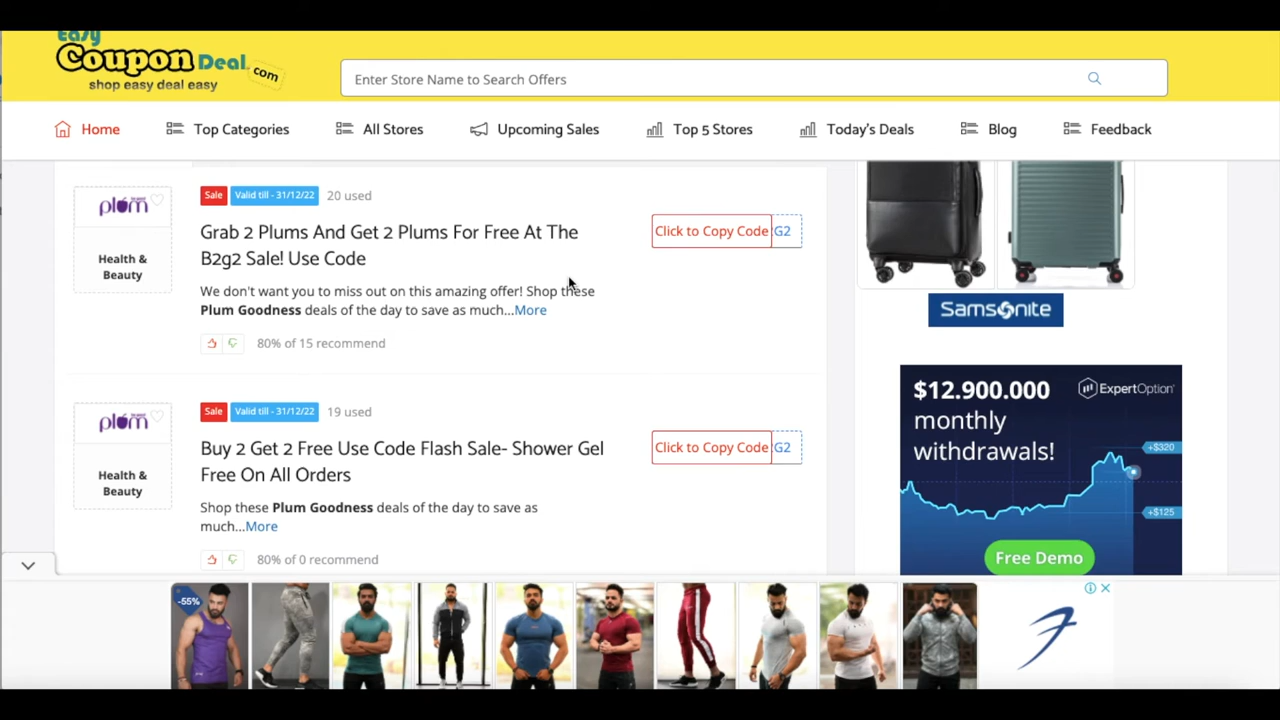 Easy
Coupon Deal.com
shop easy deal easy
Enter Store Name to Search Offers
Home
Top Categories
All Stores
Upcoming Sales
Top 5 Stores
Today's Deals
Blog
Feedback
plum
Health &
Beauty
Sale
Valid till - 31/12/22
20 used
Grab 2 Plums And Get 2 Plums For Free At The
B2g2 Sale! Use Code
We don't want you to miss out on this amazing offer! Shop these
Plum Goodness deals of the day to save as much...More
80% of 15 recommend
Click to Copy Code
G2
plum
Health &
Beauty
Sale
Valid till - 31/12/22
19 used
Buy 2 Get 2 Free Use Code Flash Sale- Shower Gel
Free On All Orders
Shop these Plum Goodness deals of the day to save as
much...More
80% of 0 recommend
Click to Copy Code
G2
Samsonite
$12.900.000
monthly
withdrawals!
ExpertOption
+$320
+$125
Free Demo
-55%